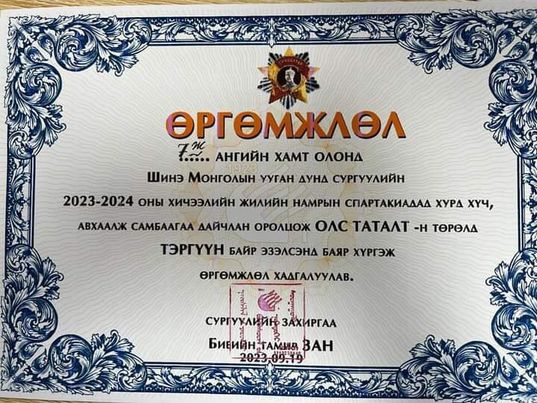 ӨРГӨМЖЛӨЛ
7ж АНГИЙН ХАМТ ОЛОНД
ШИНЭ МОНГОЛЫН УУГАН ДУНД СУРГУУЛИЙН
2023-2024 ОНЫ ХИЧЭЭЛИЙН ЖИЛИЙН НАМРЫН СПАРТАКИАДАД ХУРД ХҮЧ,
АВХААЛЖ САМБААГАА ДАЙЧЛАН ОРОЛЦОЖ ОЛС ТАТАЛТ -Н ТӨРӨЛД
ТЭРГҮҮН БАЙР ЭЗЭЛСЭНД БАЯР ХҮРГЭЖ
ӨРГӨМЖЛӨЛ ХАДГАЛУУЛАВ.
СУРГУУЛИЙН ЗАХИРГАА
БИЕИЙН ТАМИР ЗАН
2023.09.19